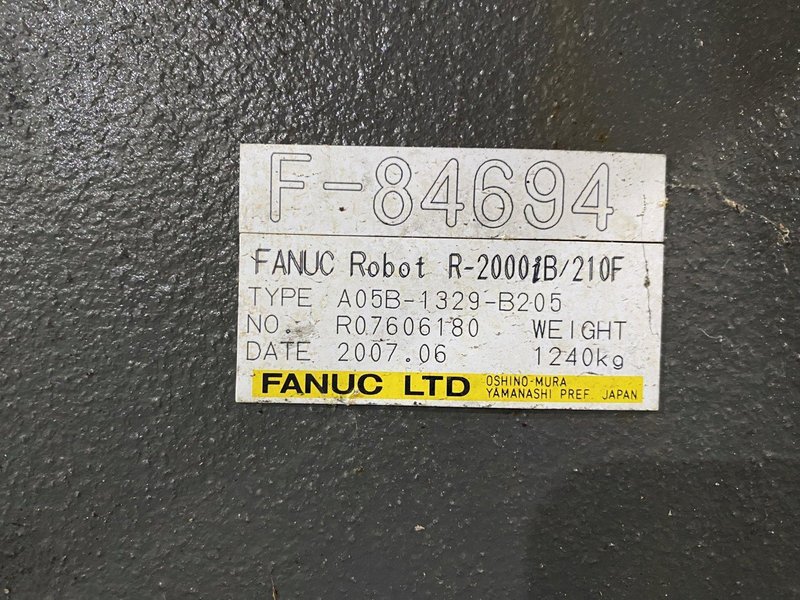 F-84694
FANUC Robot R-2000iB/210F
TYPE A05B-1329-B205
NO. R07606180 WEIGHT
DATE 2007.06 1240kg
FANUC LTD OSHINO-MURA
YAMANASHI PREF. JAPAN